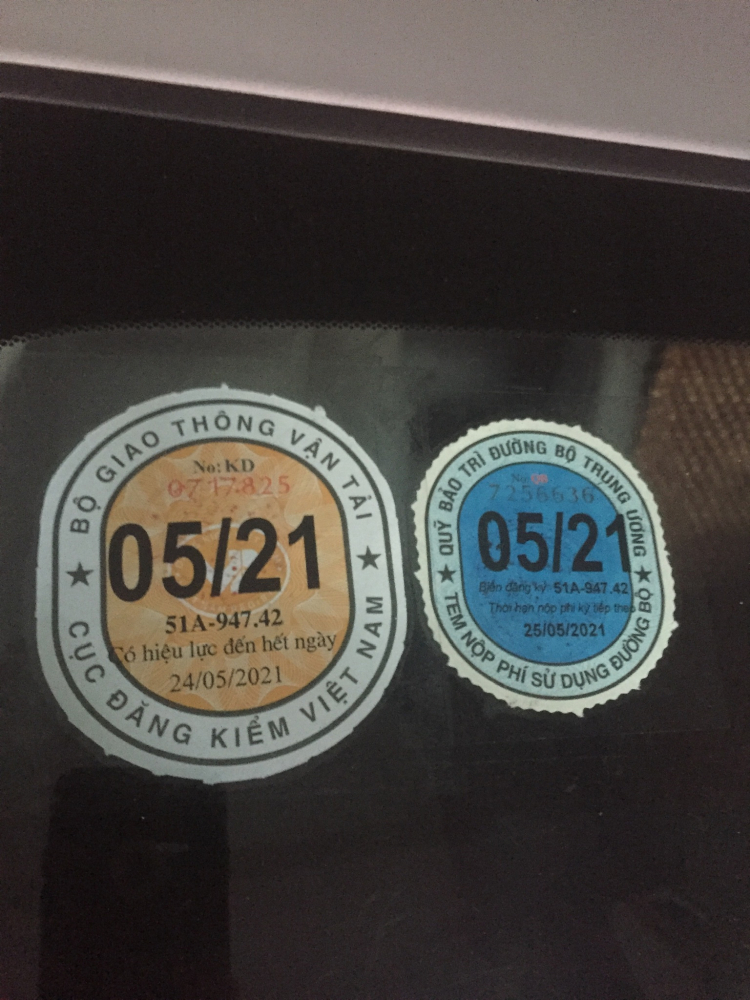 BỘ GIAO THÔNG VẬN TẢI
No: KD
0717825
05/21
51A-947.42
Có hiệu lực đến hết ngày
24/05/2021
CỤC ĐĂNG KIỂM VIỆT NAM
QUỸ BẢO TRÌ ĐƯỜNG BỘ TRUNG ƯƠNG
No:
7256636
05/21
Biển đăng ký: 51A-947.42
Thời hạn nộp phí kỳ tiếp theo
25/05/2021
TEM NỘP PHÍ SỬ DỤNG ĐƯỜNG BỘ